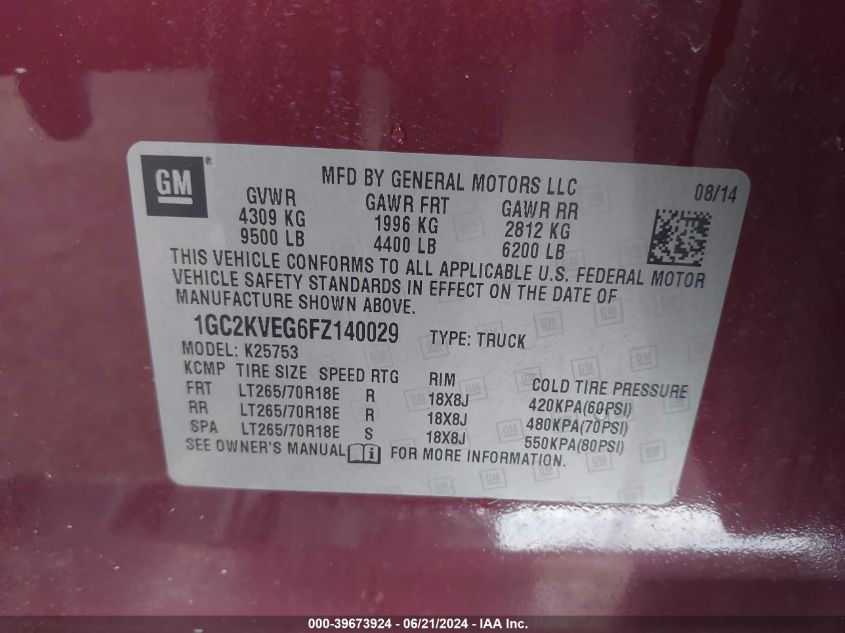 GM
®
MFD BY GENERAL MOTORS LLC
08/14
GVWR GAWR FRT GAWR RR
4309 KG 1996 KG 2812 KG
9500 LB 4400 LB 6200 LB
THIS VEHICLE CONFORMS TO ALL APPLICABLE U.S. FEDERAL MOTOR
VEHICLE SAFETY STANDARDS IN EFFECT ON THE DATE OF
MANUFACTURE SHOWN ABOVE.
1GC2KVEG6FZ140029 TYPE: TRUCK
MODEL: K25753
KCMP TIRE SIZE SPEED RTG RIM COLD TIRE PRESSURE
FRT LT265/70R18E R 18X8J 420KPA(60PSI)
RR LT265/70R18E R 18X8J 480KPA(70PSI)
SPA LT265/70R18E S 18X8J 550KPA(80PSI)
SEE OWNER'S MANUAL i FOR MORE INFORMATION.
000-39673924 - 06/21/2024 - IAA Inc.